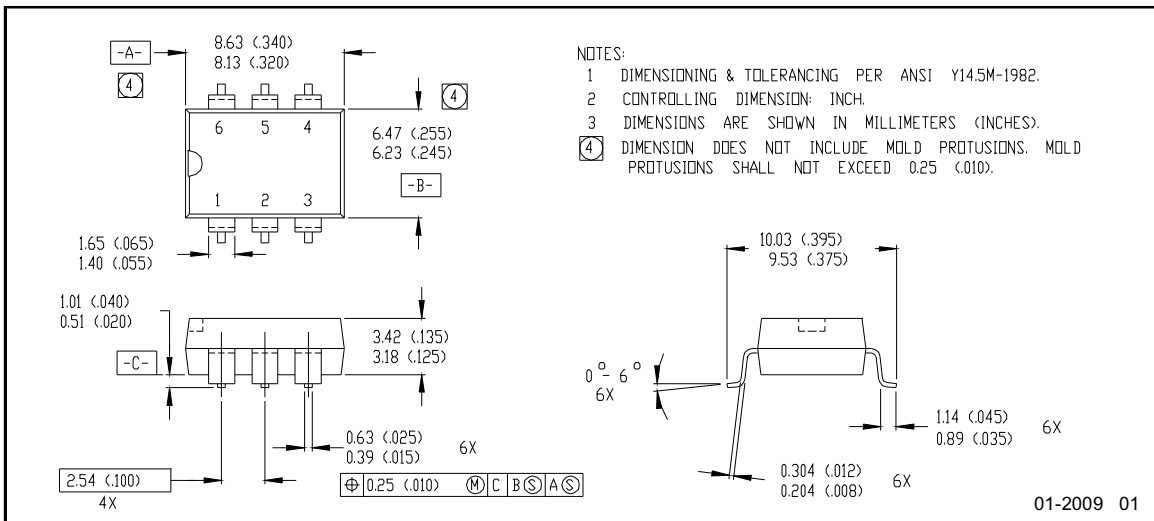 -A-
8.63 (.340)
8.13 (.320)
4
4
6 5 4
1 2 3
6.47 (.255)
6.23 (.245)
-B-
1.65 (.065)
1.40 (.055)
NOTES:
1 DIMENSIONING & TOLERANCING PER ANSI Y14.5M-1982.
2 CONTROLLING DIMENSION: INCH.
3 DIMENSIONS ARE SHOWN IN MILLIMETERS (INCHES).
4 DIMENSION DOES NOT INCLUDE MOLD PROTUSIONS. MOLD
PROTUSIONS SHALL NOT EXCEED 0.25 (.010).
1.01 (.040)
0.51 (.020)
-C-
3.42 (.135)
3.18 (.125)
0.63 (.025)
0.39 (.015)
6X
2.54 (.100)
4X
⌖ 0.25 (.010) Ⓜ C B Ⓢ A Ⓢ
10.03 (.395)
9.53 (.375)
0° - 6°
6X
1.14 (.045)
0.89 (.035)
6X
0.304 (.012)
0.204 (.008)
6X
01-2009 01